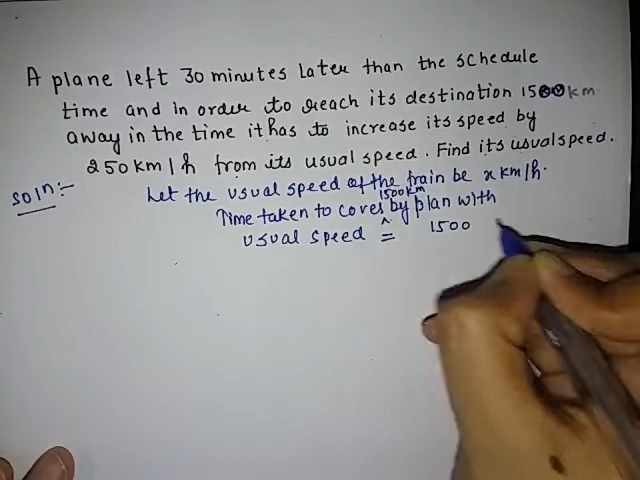 A plane left 30 minutes later than the schedule
time and in order to reach its destination 1500 km
away in the time it has to increase its speed by
250 km/h from its usual speed. Find its usual speed.
Soln:- Let the usual speed of the train be x km/h.
1500km
Time taken to cover ^ by plan with
usual speed = 1500